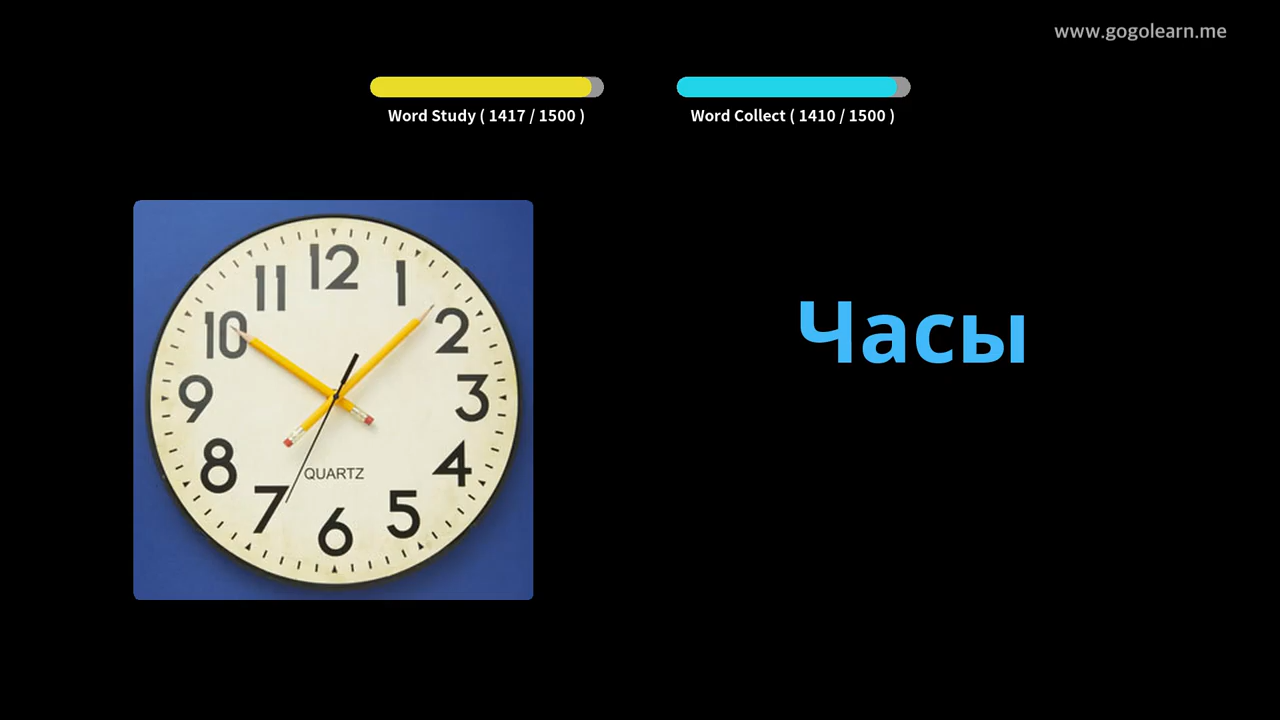 www.gogolearn.me
Word Study ( 1417 / 1500 )
Word Collect ( 1410 / 1500 )
12
11
1
10
2
9
3
8
4
7
5
6
QUARTZ
Часы